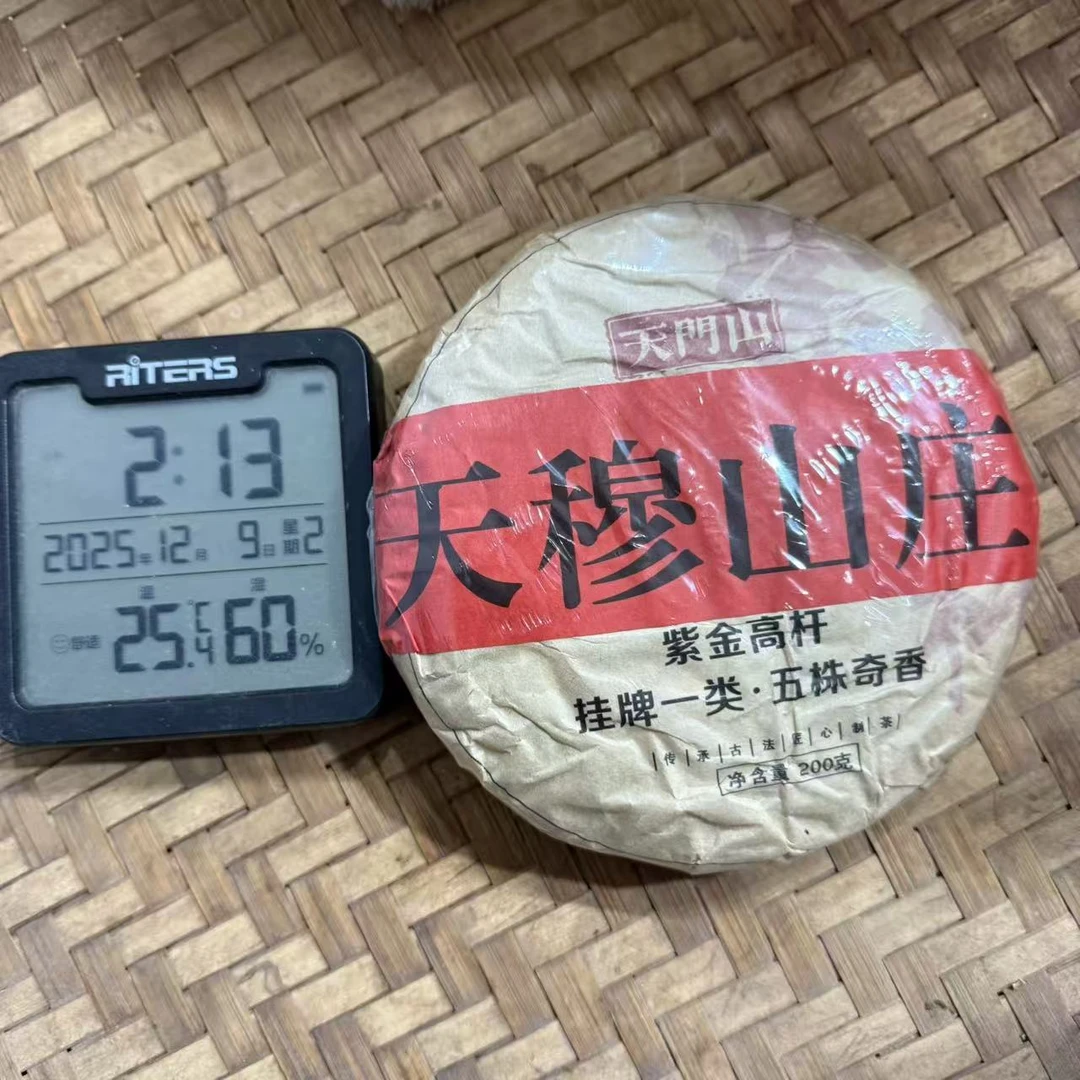 RITERS
2:13
2025年12月 9日 星期2
温 湿
舒适 25.4℃ 60%
天門山
天穆山庄
紫金高杆
挂牌一类·五株奇香
传承古法匠心制茶
净含量 200克